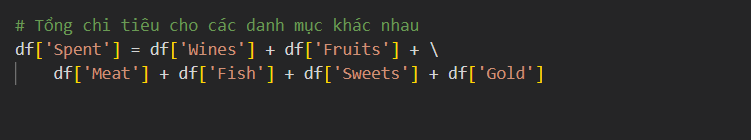 # Tổng chi tiêu cho các danh mục khác nhau
df['Spent'] = df['Wines'] + df['Fruits'] + \
    df['Meat'] + df['Fish'] + df['Sweets'] + df['Gold']